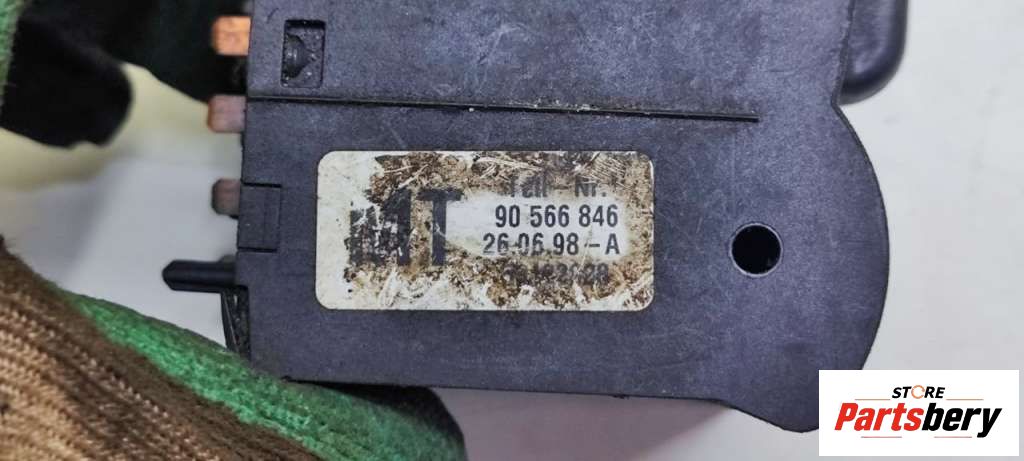 Teil - Nr.
MT
90 566 846
26.06.98 - A
STORE
Partsbery